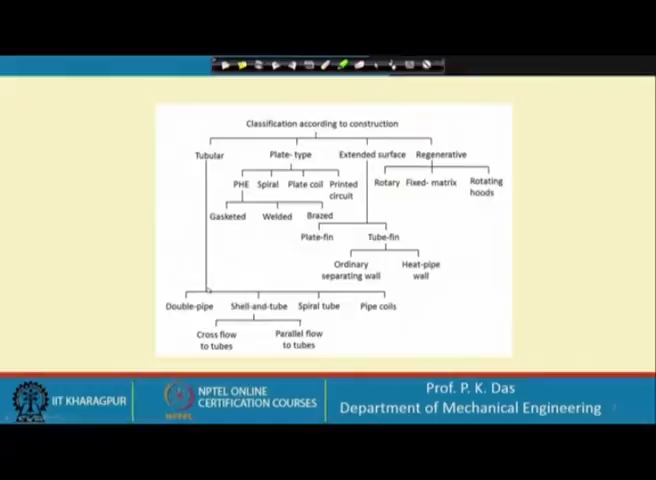 Classification according to construction
Tubular
Plate- type
Extended surface
Regenerative
PHE
Spiral
Plate coil
Printed
circuit
Rotary
Fixed- matrix
Rotating
hoods
Gasketed
Welded
Brazed
Plate-fin
Tube-fin
Ordinary
separating wall
Heat-pipe
wall
Double-pipe
Shell-and-tube
Spiral tube
Pipe coils
Cross flow
to tubes
Parallel flow
to tubes
IIT KHARAGPUR
NPTEL ONLINE
CERTIFICATION COURSES
NPTEL
Prof. P. K. Das
Department of Mechanical Engineering